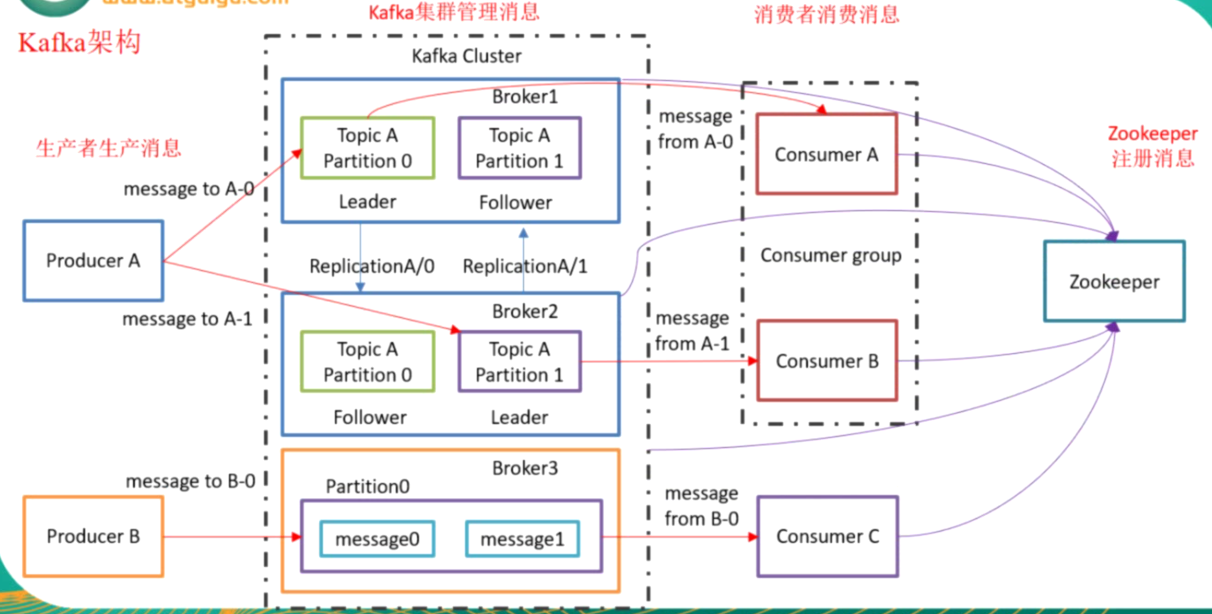 Kafka架构
Kafka集群管理消息
消费者消费消息
Kafka Cluster
Broker1
Topic A
Partition 0
Topic A
Partition 1
Leader
Follower
生产者生产消息
message to A-0
Producer A
message to A-1
ReplicationA/0
ReplicationA/1
Broker2
Topic A
Partition 0
Topic A
Partition 1
Follower
Leader
message
from A-0
Consumer A
Consumer group
message
from A-1
Consumer B
Zookeeper
注册消息
Zookeeper
message to B-0
Producer B
Broker3
Partition0
message0
message1
message
from B-0
Consumer C